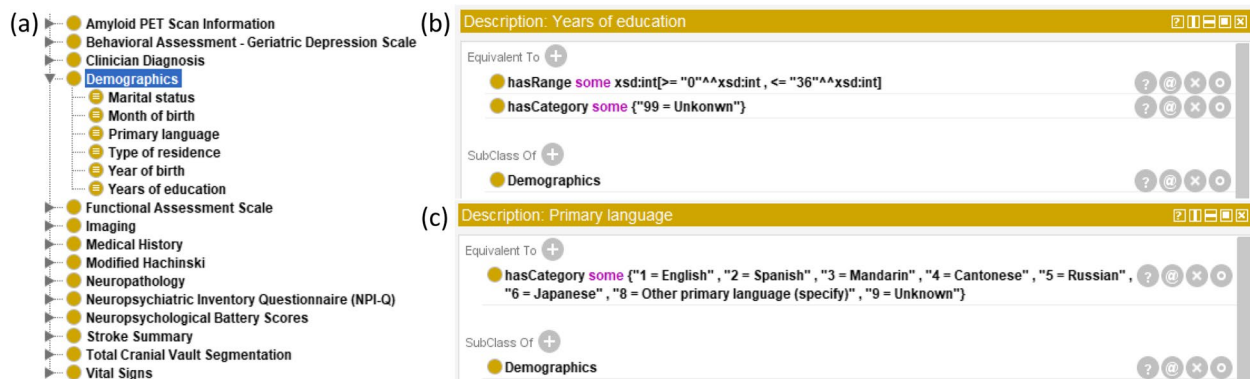 (a)
Amyloid PET Scan Information
Behavioral Assessment - Geriatric Depression Scale
Clinician Diagnosis
Demographics
Marital status
Month of birth
Primary language
Type of residence
Year of birth
Years of education
Functional Assessment Scale
Imaging
Medical History
Modified Hachinski
Neuropathology
Neuropsychiatric Inventory Questionnaire (NPI-Q)
Neuropsychological Battery Scores
Stroke Summary
Total Cranial Vault Segmentation
Vital Signs
(b)
Description: Years of education
Equivalent To
hasRange some xsd:int[>= "0"^^xsd:int , <= "36"^^xsd:int]
hasCategory some {"99 = Unkonwn"}
SubClass Of
Demographics
(c)
Description: Primary language
Equivalent To
hasCategory some {"1 = English" , "2 = Spanish" , "3 = Mandarin" , "4 = Cantonese" , "5 = Russian" ,
"6 = Japanese" , "8 = Other primary language (specify)" , "9 = Unknown"}
SubClass Of
Demographics